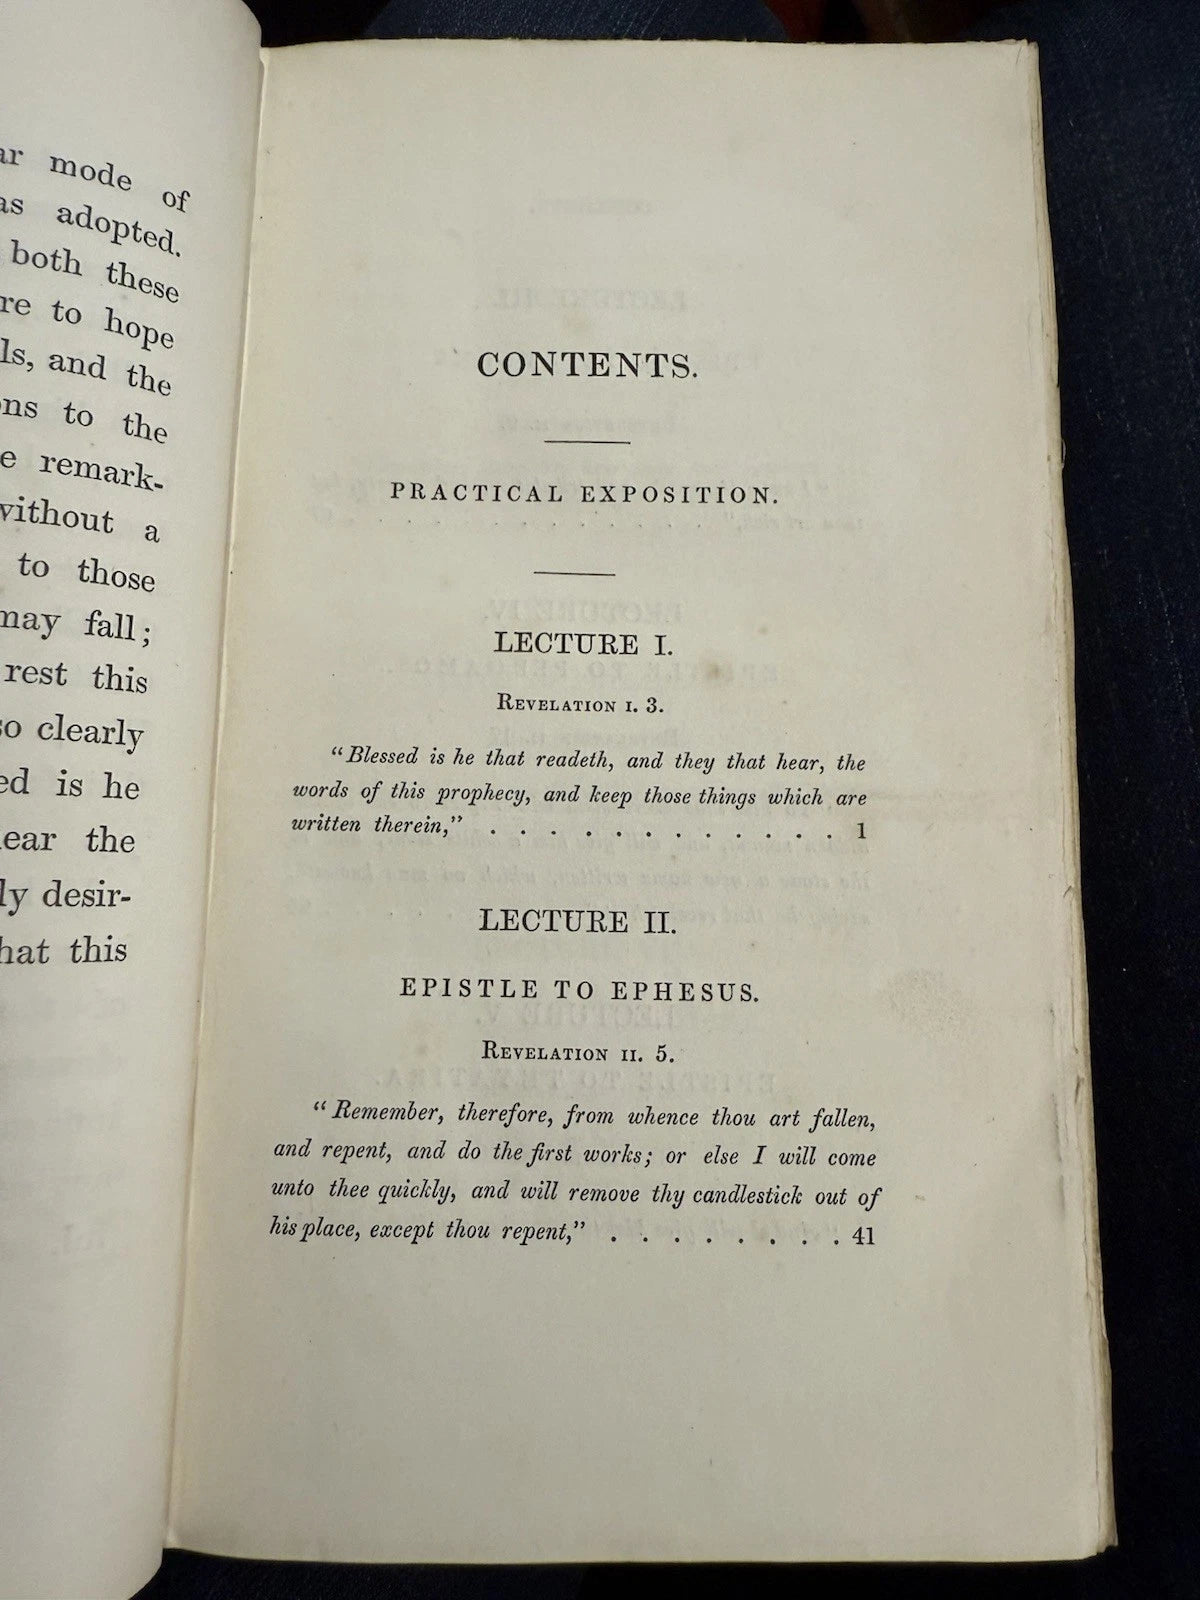 mode of
adopted.
both these
to hope
and the
to the
remark-
without a
to those
may fall;
rest this
so clearly
is he
the
desir-
this
CONTENTS.
PRACTICAL EXPOSITION.
LECTURE I.
REVELATION I. 3.
“Blessed is he that readeth, and they that hear, the
words of this prophecy, and keep those things which are
written therein,” . . . . . . . . . . . . 1
LECTURE II.
EPISTLE TO EPHESUS.
REVELATION II. 5.
“Remember, therefore, from whence thou art fallen,
and repent, and do the first works; or else I will come
unto thee quickly, and will remove thy candlestick out of
his place, except thou repent,” . . . . . . . . 41